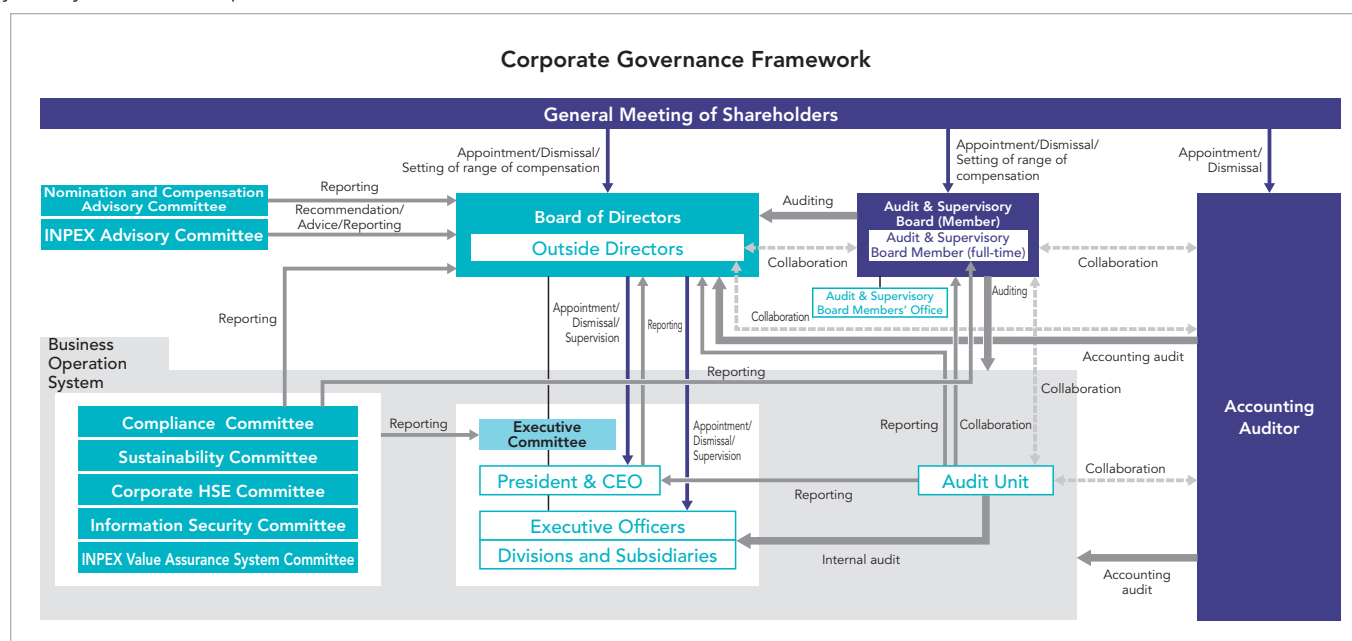 Corporate Governance Framework
General Meeting of Shareholders
Appointment/Dismissal/
Setting of range of compensation
Appointment/Dismissal/
Setting of range of
compensation
Appointment/
Dismissal
Nomination and Compensation
Advisory Committee
Reporting
INPEX Advisory Committee
Recommendation/
Advice/Reporting
Board of Directors
Outside Directors
Auditing
Audit & Supervisory
Board (Member)
Audit & Supervisory
Board Member (full-time)
Collaboration
Collaboration
Audit & Supervisory
Board Members' Office
Auditing
Collaboration
Reporting
Appointment/
Dismissal/
Supervision
Reporting
Accounting audit
Business
Operation
System
Reporting
Collaboration
Compliance Committee
Sustainability Committee
Corporate HSE Committee
Information Security Committee
INPEX Value Assurance System Committee
Reporting
Executive
Committee
Appointment/
Dismissal/
Supervision
Reporting
Collaboration
President & CEO
Reporting
Audit Unit
Collaboration
Executive Officers
Divisions and Subsidiaries
Internal audit
Accounting
audit
Accounting
Auditor